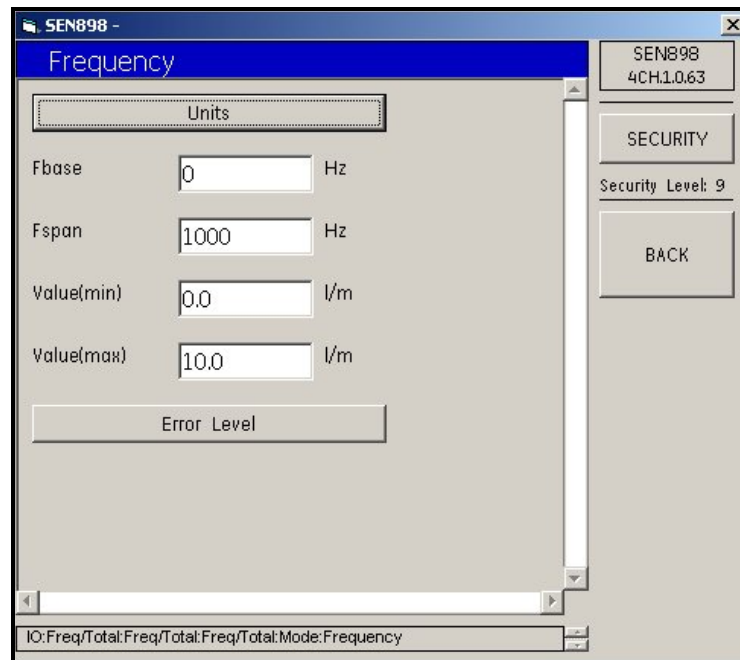 SEN898 -
Frequency
SEN898
4CH.1.0.63
Units
SECURITY
Fbase 0 Hz
Security Level: 9
Fspan 1000 Hz
BACK
Value(min) 0.0 l/m
Value(max) 10.0 l/m
Error Level
IO:Freq/Total:Freq/Total:Freq/Total:Mode:Frequency